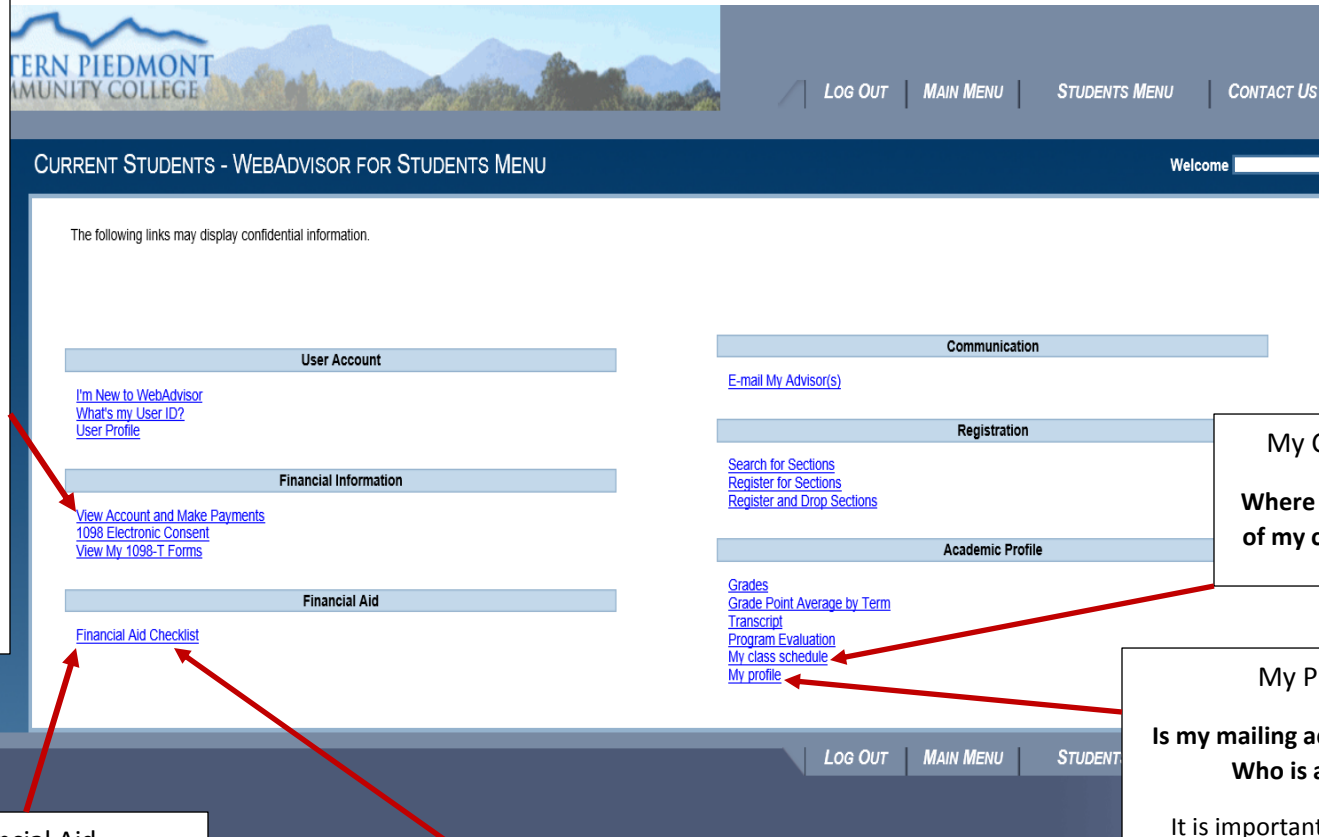 PIEDMONT
COLLEGE
LOG OUT MAIN MENU STUDENTS MENU CONTACT US
CURRENT STUDENTS - WEBADVISOR FOR STUDENTS MENU
Welcome
The following links may display confidential information.
User Account
I'm New to WebAdvisor
What's my User ID?
User Profile
Financial Information
View Account and Make Payments
1098 Electronic Consent
View My 1098-T Forms
Financial Aid
Financial Aid Checklist
Communication
E-mail My Advisor(s)
Registration
Search for Sections
Register for Sections
Register and Drop Sections
Academic Profile
Grades
Grade Point Average by Term
Transcript
Program Evaluation
My class schedule
My profile
My
Where
of my
My P
Is my mailing
Who is
It is important
LOG OUT MAIN MENU STUDENT
Aid